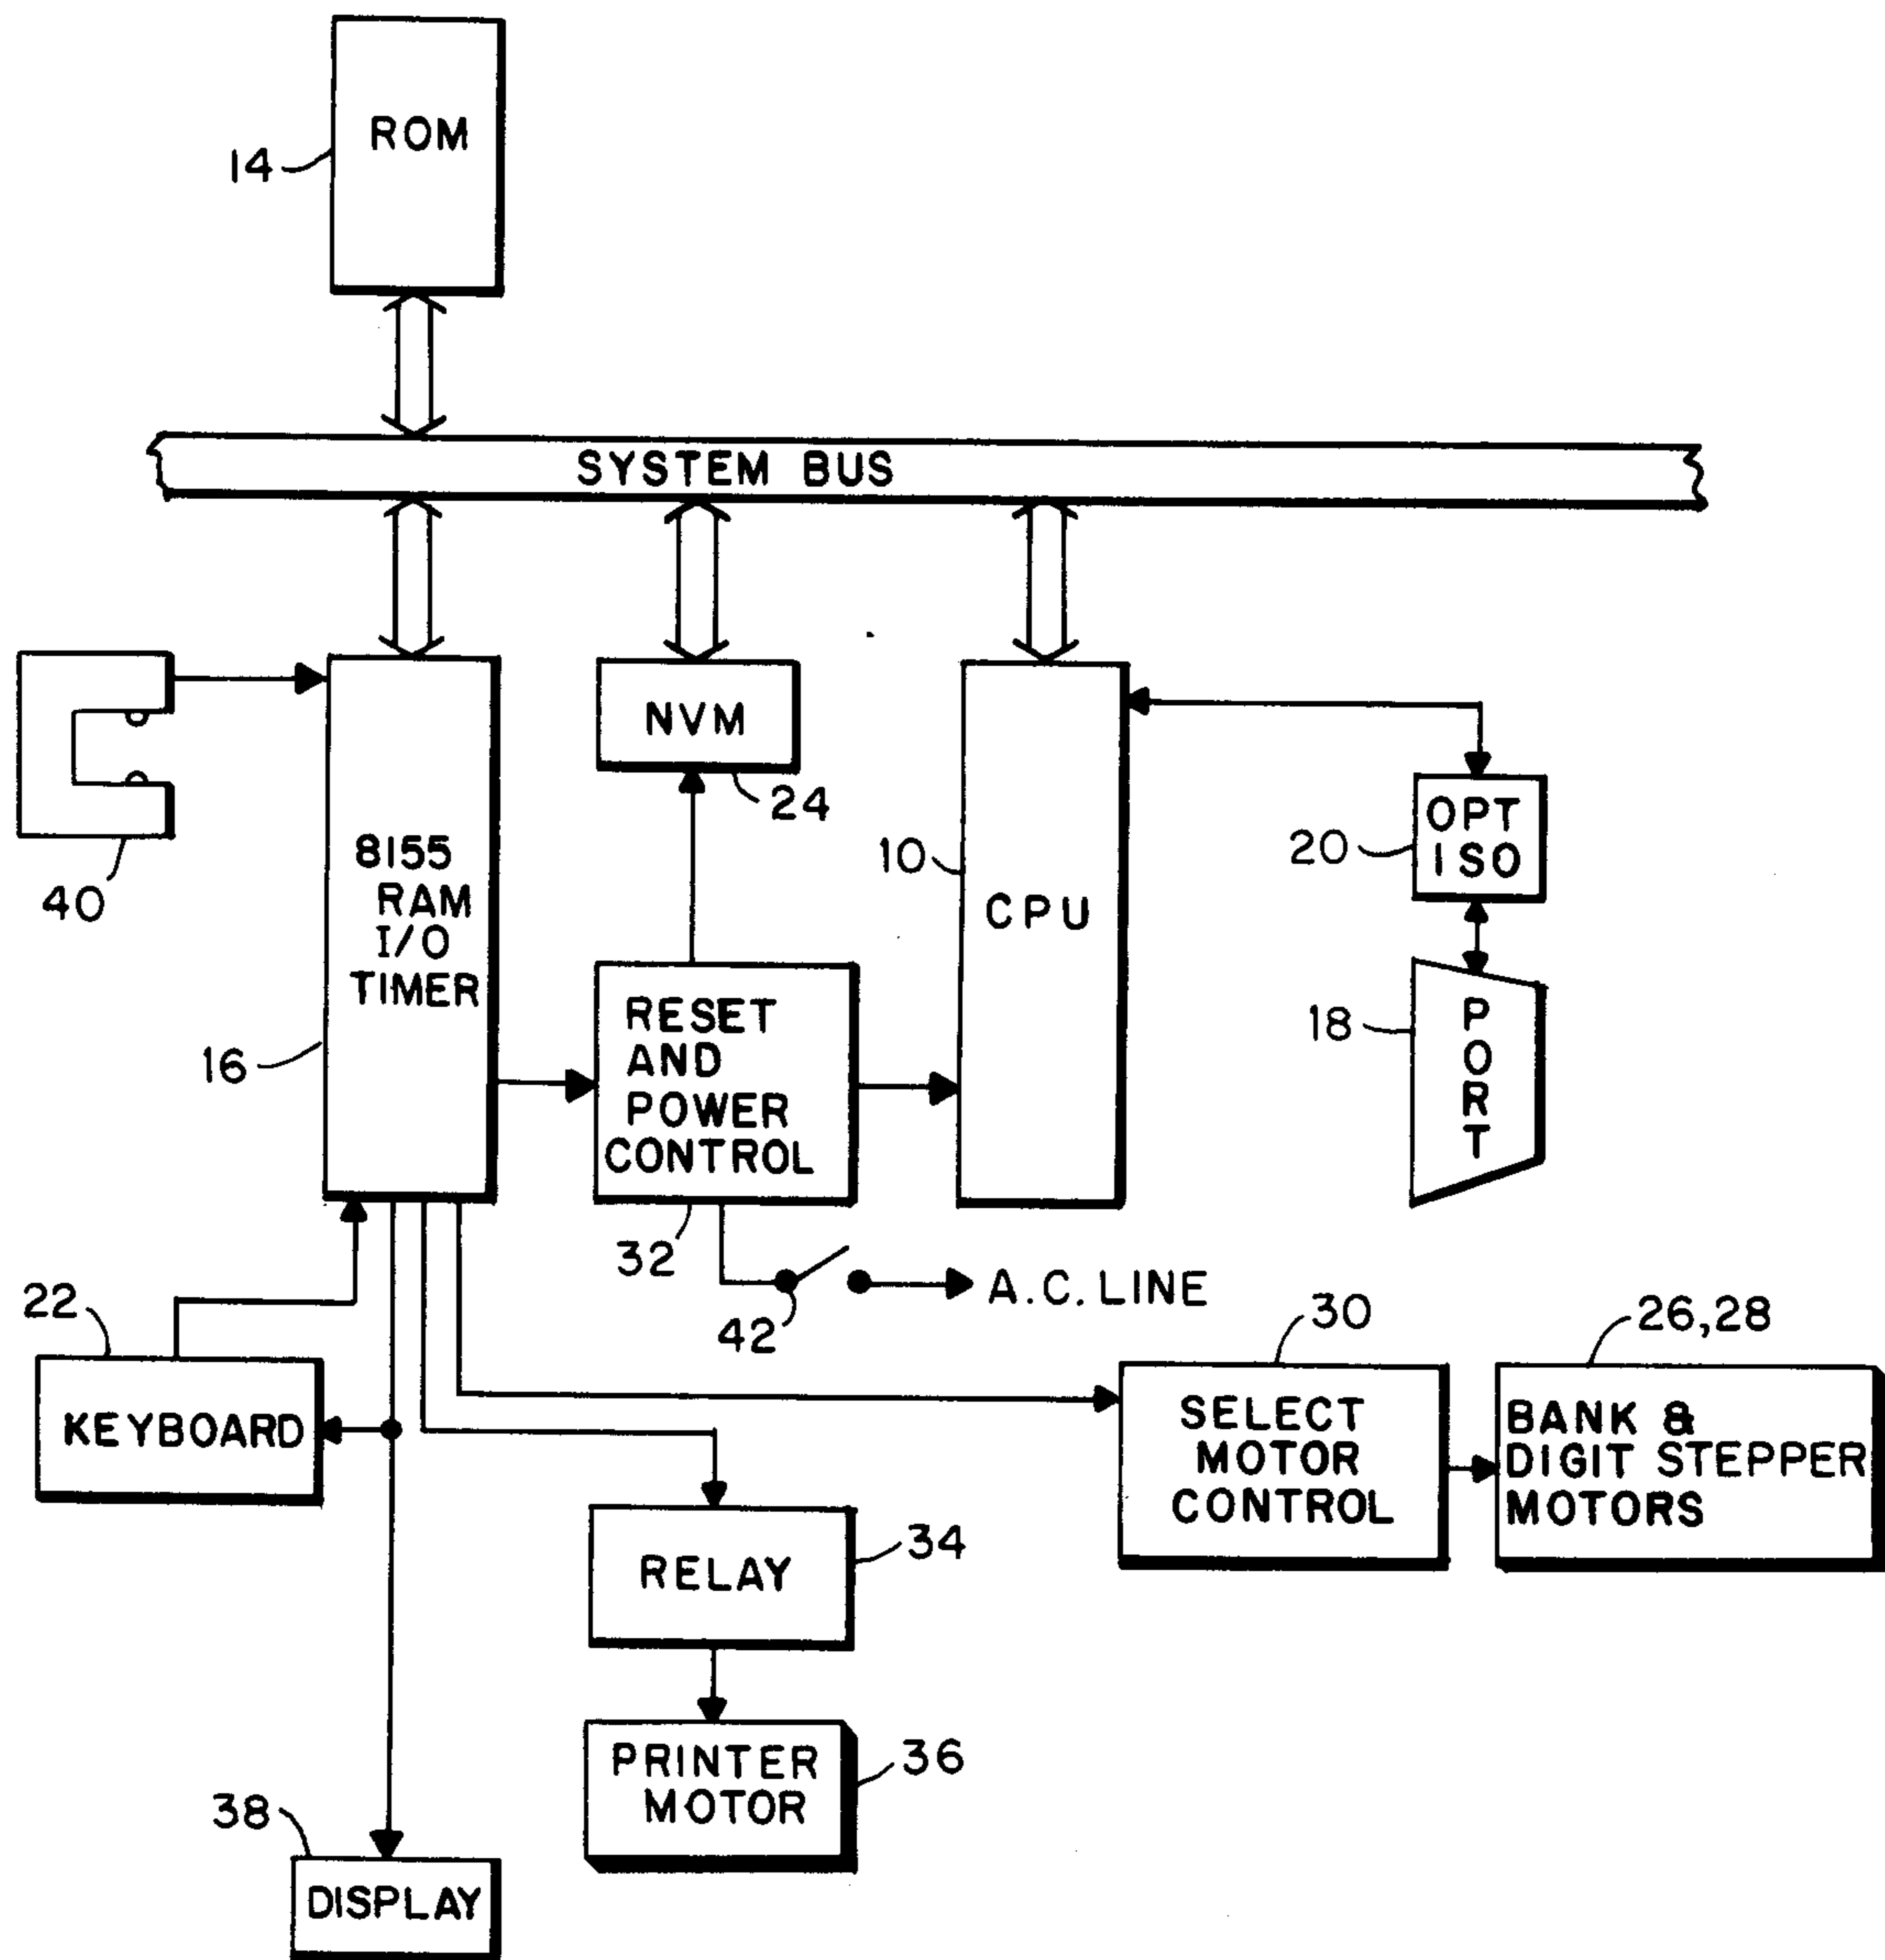 ROM
14
SYSTEM BUS
40
8155
RAM
I/O
TIMER
16
NVM
24
10
CPU
OPT
ISO
20
PORT
18
RESET
AND
POWER
CONTROL
32
42
A.C. LINE
22
KEYBOARD
30
SELECT
MOTOR
CONTROL
26,28
BANK &
DIGIT STEPPER
MOTORS
RELAY
34
PRINTER
MOTOR
36
38
DISPLAY